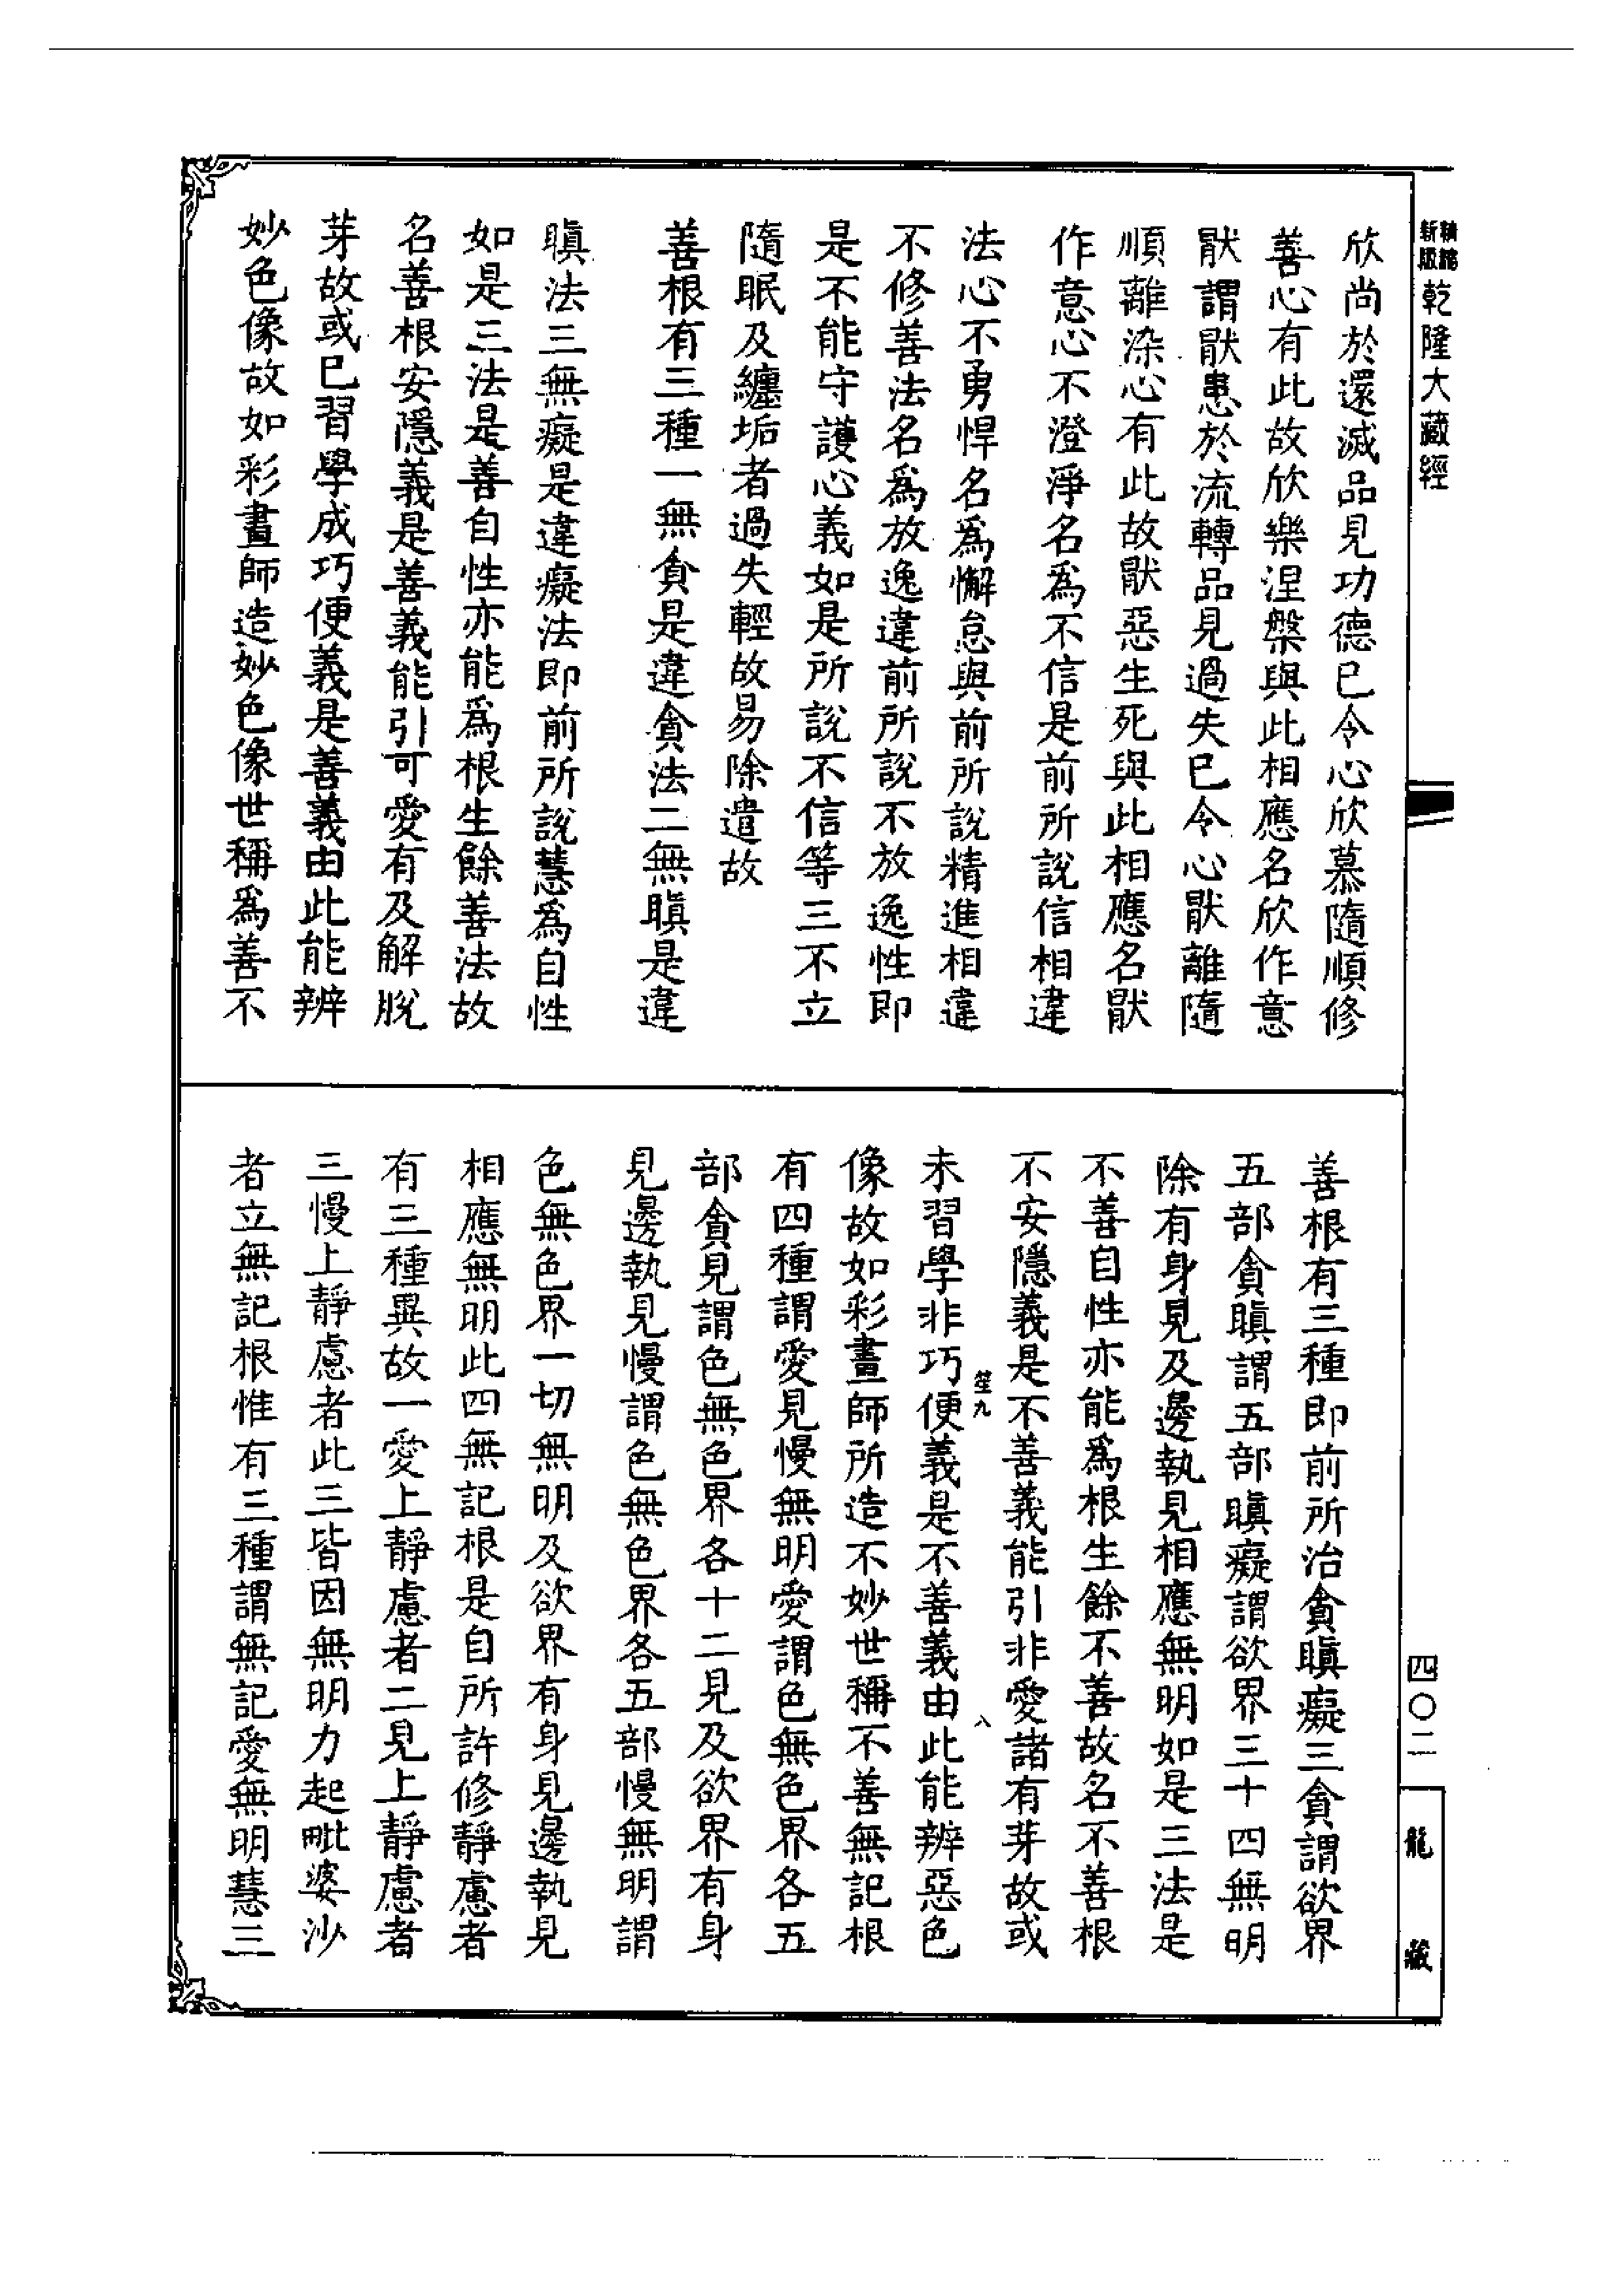 新編
縮版
乾隆大藏經
欣尚於還滅品見功德已令心欣慕隨順修
善心有此故欣樂涅槃與此相應名欣作意
猒謂猒患於流轉品見過失已令心猒離隨
順離染心有此故猒惡生死與此相應名猒
作意心不澄淨名爲不信是前所說信相違
法心不勇悍名爲懈怠與前所說精進相違
不修善法名爲放逸違前所說不放逸性即
是不能守護心義如是所說不信等三不立
隨眠及纏垢者過失輕故易除遣故
善根有三種一無貪是違貪法二無瞋是違
瞋法三無癡是違癡法即前所說慧爲自性
如是三法是善自性亦能爲根生餘善法故
名善根安隱義是善義能引可愛有及解脫
芽故或已習學成巧便義是善義由此能辨
妙色像故如彩畫師造妙色像世稱爲善不
善根有三種即前所治貪瞋癡三貪謂欲界
五部貪瞋謂五部瞋癡謂欲界三十四無明
除有身見及邊執見相應無明如是三法是
不善自性亦能爲根生餘不善故名不善根
不安隱義是不善義能引非愛諸有芽故或
笙九
八
未習學非巧便義是不善義由此能辨惡色
像故如彩畫師所造不妙世稱不善無記根
有四種謂愛見慢無明愛謂色無色界各五
部貪見謂色無色界各十二見及欲界有身
見邊執見慢謂色無色界各五部慢無明謂
色無色界一切無明及欲界有身見邊執見
相應無明此四無記根是自所許修靜慮者
有三種異故一愛上靜慮者二見上靜慮者
三慢上靜慮者此三皆因無明力起毗婆沙
者立無記根惟有三種謂無記愛無明慧三
四〇二
龍藏